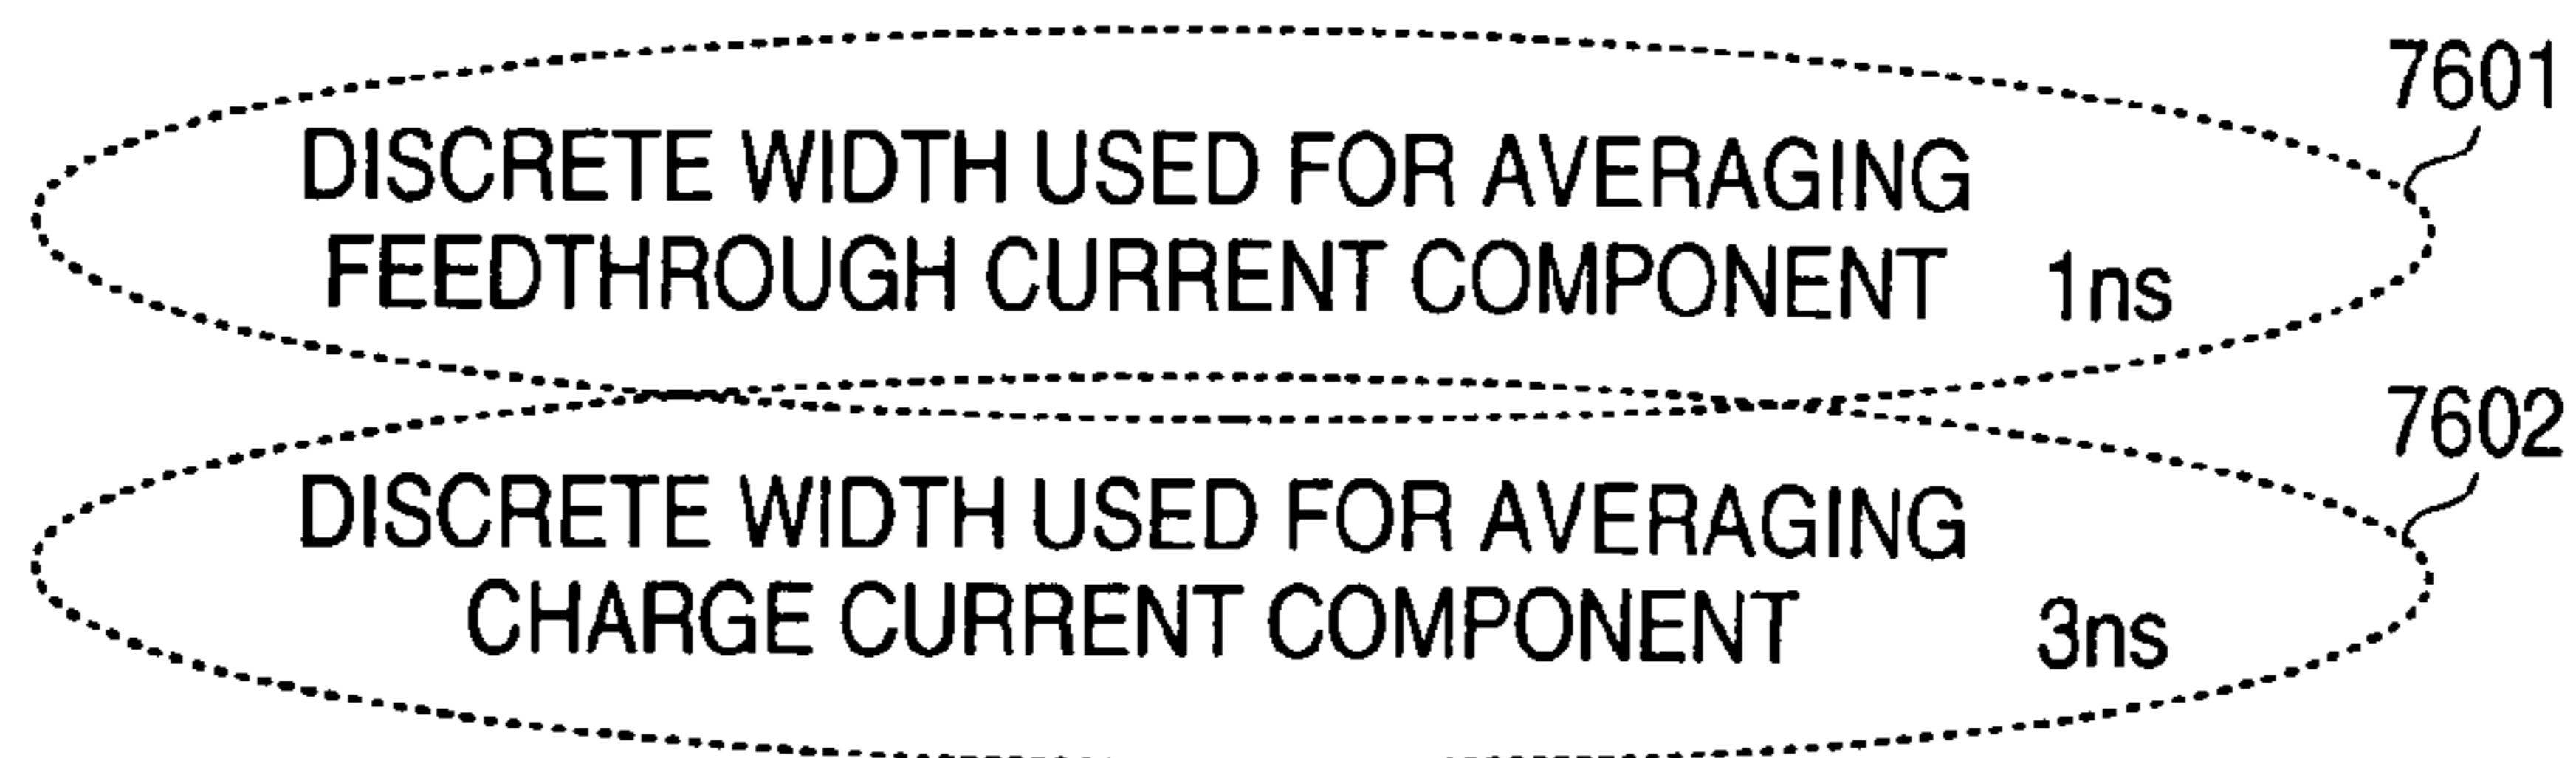 7601
DISCRETE WIDTH USED FOR AVERAGING
FEEDTHROUGH CURRENT COMPONENT 1ns
7602
DISCRETE WIDTH USED FOR AVERAGING
CHARGE CURRENT COMPONENT 3ns